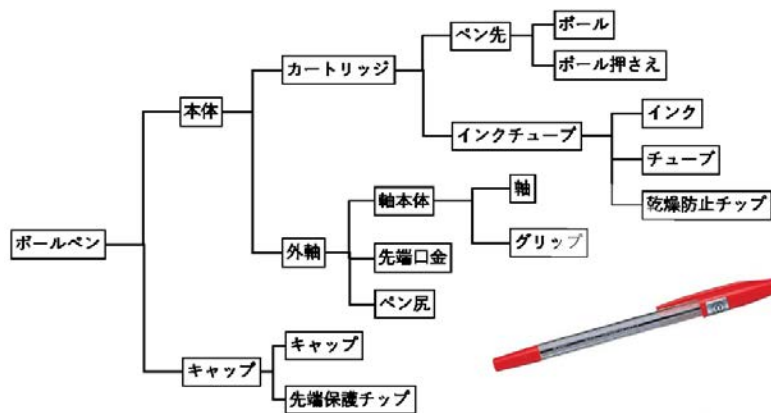 ボールペン
本体
カートリッジ
ペン先
ボール
ボール押さえ
インクチューブ
インク
チューブ
乾燥防止チップ
外軸
軸本体
軸
グリップ
先端口金
ペン尻
キャップ
キャップ
先端保護チップ